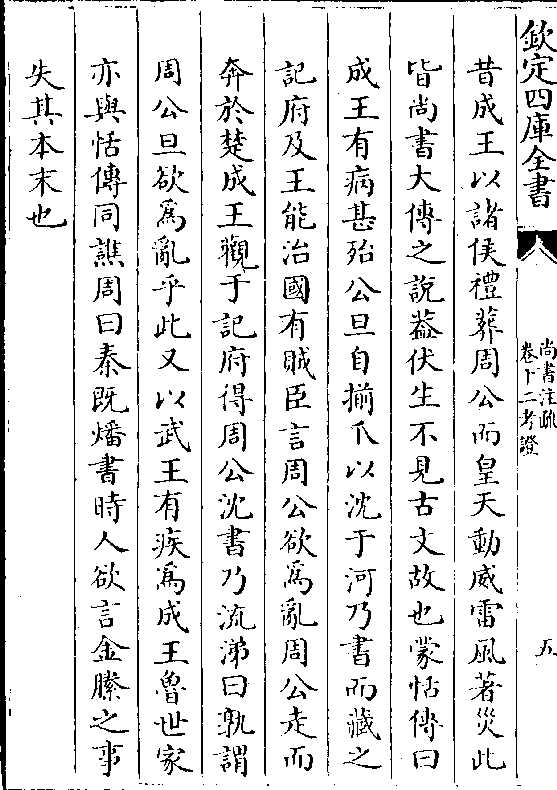 欽定四庫全書
尚書注疏
卷十二考證
五
昔成王以諸侯禮葬周公而皇天動威雷風著災此
皆尚書大傳之說葢伏生不見古文故也蒙恬傳曰
成王有病甚殆公旦自揃爪以沈于河乃書而藏之
記府及王能治國有賊臣言周公欲爲亂周公走而
奔於楚成王觀于記府得周公沈書乃流涕曰孰謂
周公旦欲爲亂乎此又以武王有疾爲成王魯世家
亦與恬傳同譙周曰秦旣燔書時人欲言金縢之事
失其本末也